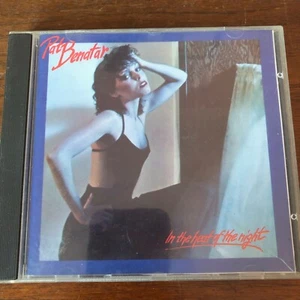 Pat
Benatar
In the heat of the night